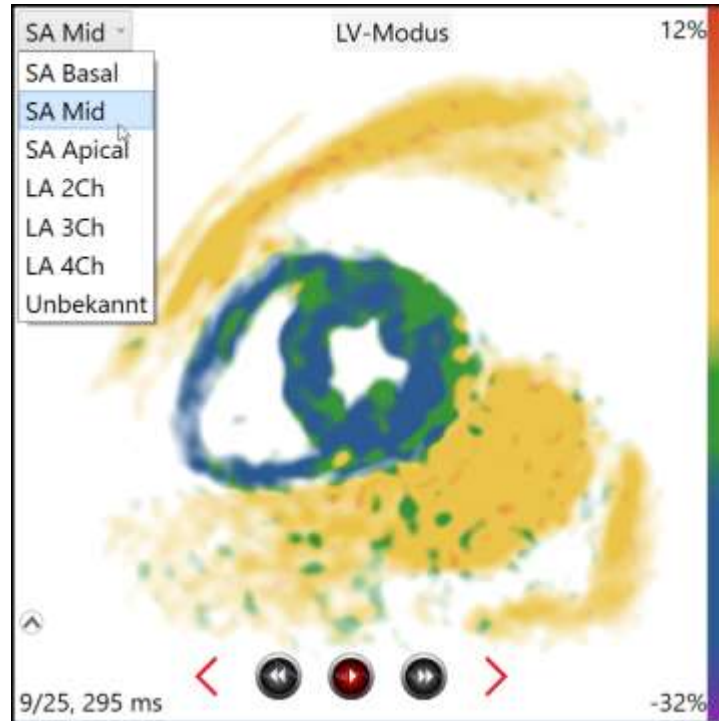 SA Mid
LV-Modus
12%
SA Basal
SA Mid
SA Apical
LA 2Ch
LA 3Ch
LA 4Ch
Unbekannt
9/25, 295 ms
-32%